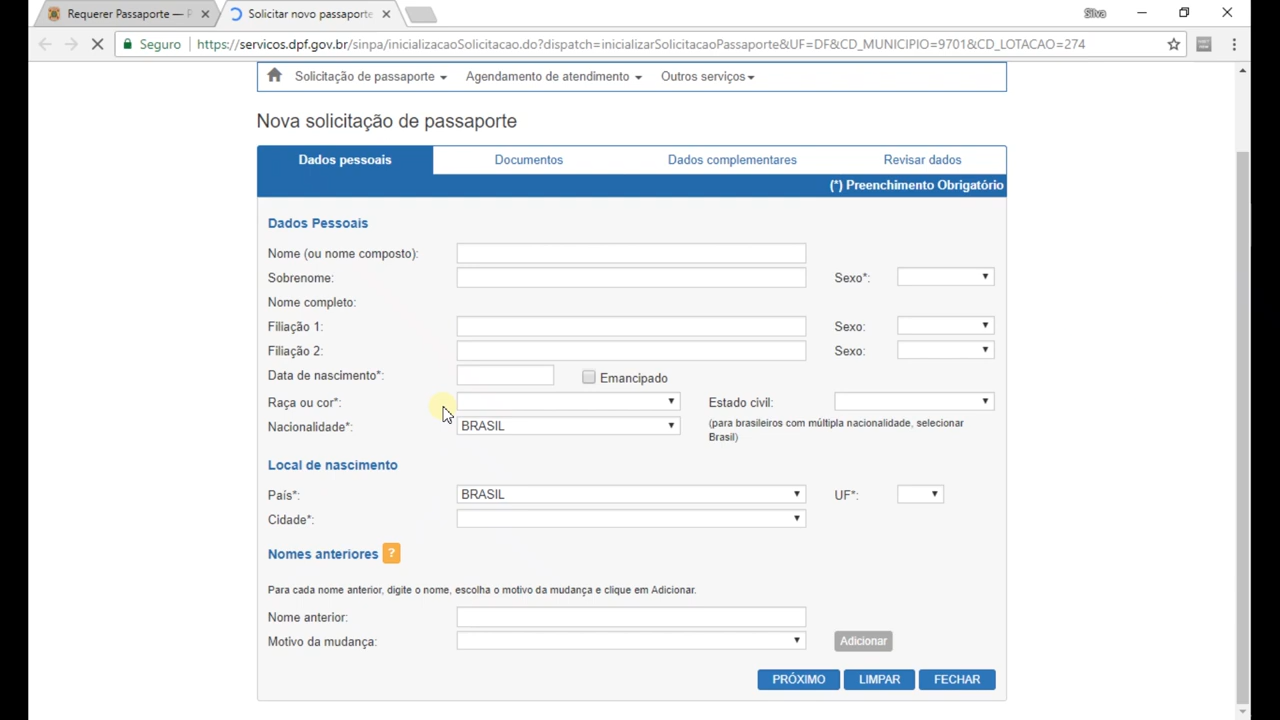 Requerer Passaporte — P
Solicitar novo passaporte
Silva
Seguro
https://servicos.dpf.gov.br/sinpa/inicializacaoSolicitacao.do?dispatch=inicializarSolicitacaoPassaporte&UF=DF&CD_MUNICIPIO=9701&CD_LOTACAO=274
Solicitação de passaporte Agendamento de atendimento Outros serviços
Nova solicitação de passaporte
Dados pessoais Documentos Dados complementares Revisar dados
(*) Preenchimento Obrigatório
Dados Pessoais
Nome (ou nome composto):
Sobrenome: Sexo*:
Nome completo:
Filiação 1: Sexo:
Filiação 2: Sexo:
Data de nascimento*: Emancipado
Raça ou cor*: Estado civil:
Nacionalidade*: BRASIL (para brasileiros com múltipla nacionalidade, selecionar
Brasil)
Local de nascimento
País*: BRASIL UF*:
Cidade*:
Nomes anteriores ?
Para cada nome anterior, digite o nome, escolha o motivo da mudança e clique em Adicionar.
Nome anterior:
Motivo da mudança: Adicionar
PRÓXIMO LIMPAR FECHAR